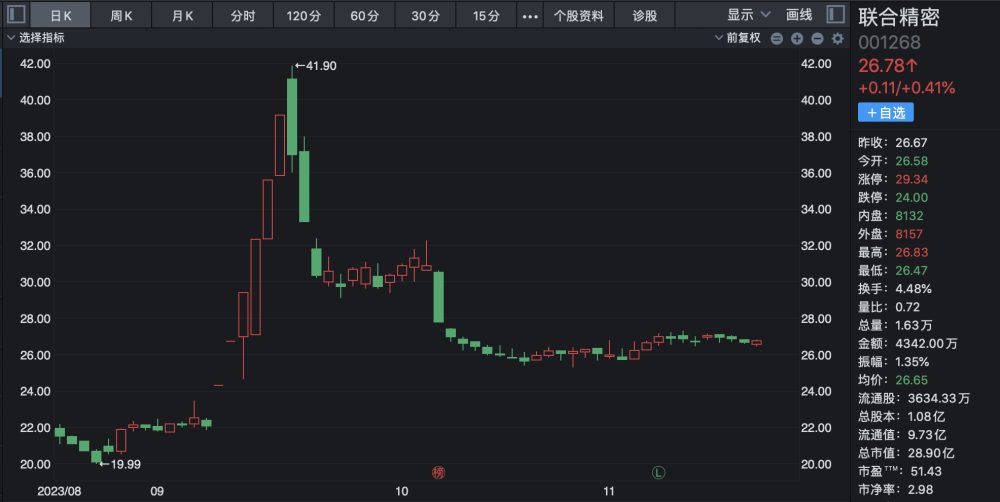 日K 周K 月K 分时 120分 60分 30分 15分 ••• 个股资料 诊股 显示 画线
选择指标 前复权
42.00 42.00
40.00 40.00
38.00 38.00
36.00 36.00
34.00 34.00
32.00 32.00
30.00 30.00
28.00 28.00
26.00 26.00
24.00 24.00
22.00 22.00
20.00 20.00
←41.90
←19.99
榜 L
2023/08 09 10 11
联合精密
001268
26.78↑
+0.11/+0.41%
+自选
昨收: 26.67
今开: 26.58
涨停: 29.34
跌停: 24.00
内盘: 8132
外盘: 8157
最高: 26.83
最低: 26.47
换手: 4.48%
量比: 0.72
总量: 1.63万
金额: 4342.00万
振幅: 1.35%
均价: 26.65
流通股: 3634.33万
总股本: 1.08亿
流通值: 9.73亿
总市值: 28.90亿
市盈TTM: 51.43
市净率: 2.98